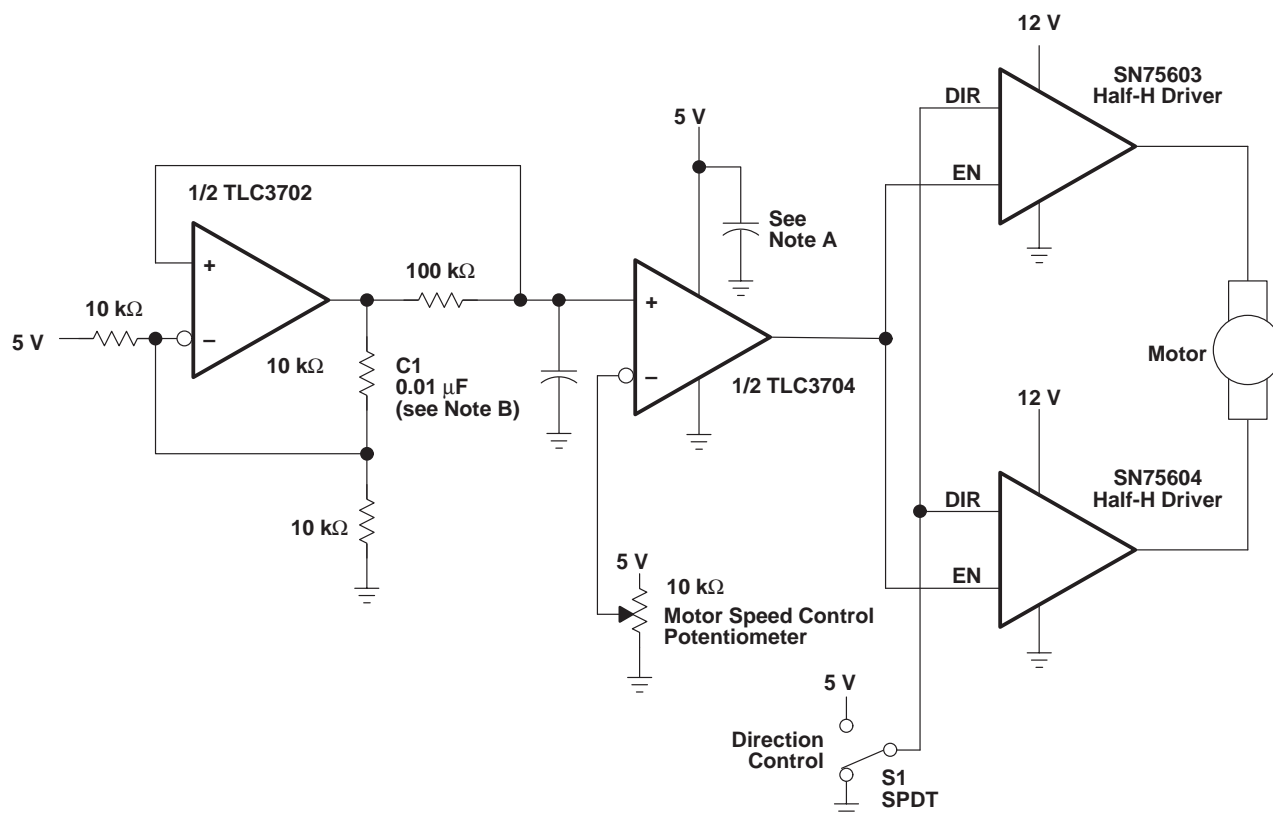 12 V
SN75603
Half-H Driver
DIR
EN
5 V
See
Note A
1/2 TLC3702
+
–
10 kΩ
5 V
100 kΩ
10 kΩ
C1
0.01 μF
(see Note B)
10 kΩ
+
–
1/2 TLC3704
Motor
12 V
SN75604
Half-H Driver
DIR
EN
5 V
10 kΩ
Motor Speed Control
Potentiometer
5 V
Direction
Control
S1
SPDT